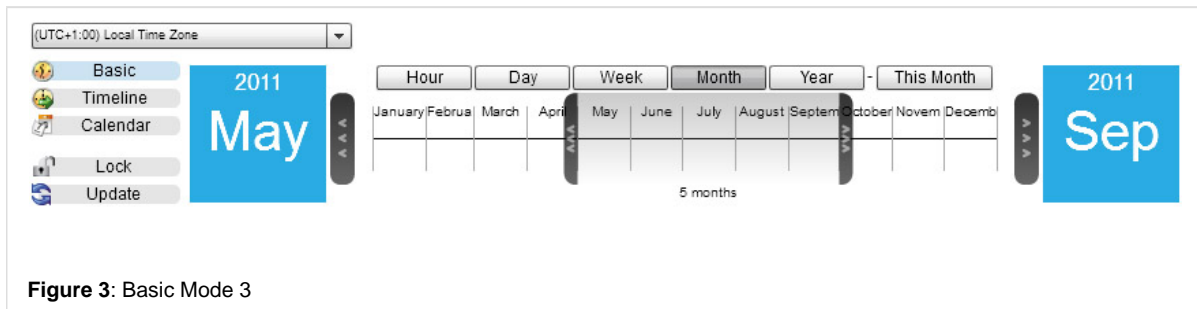 (UTC+1:00) Local Time Zone
Basic
Timeline
Calendar
Lock
Update
2011
May
Hour Day Week Month Year - This Month
January Februa March April May June July August Septem October Novem Decemb
5 months
2011
Sep
Figure 3: Basic Mode 3